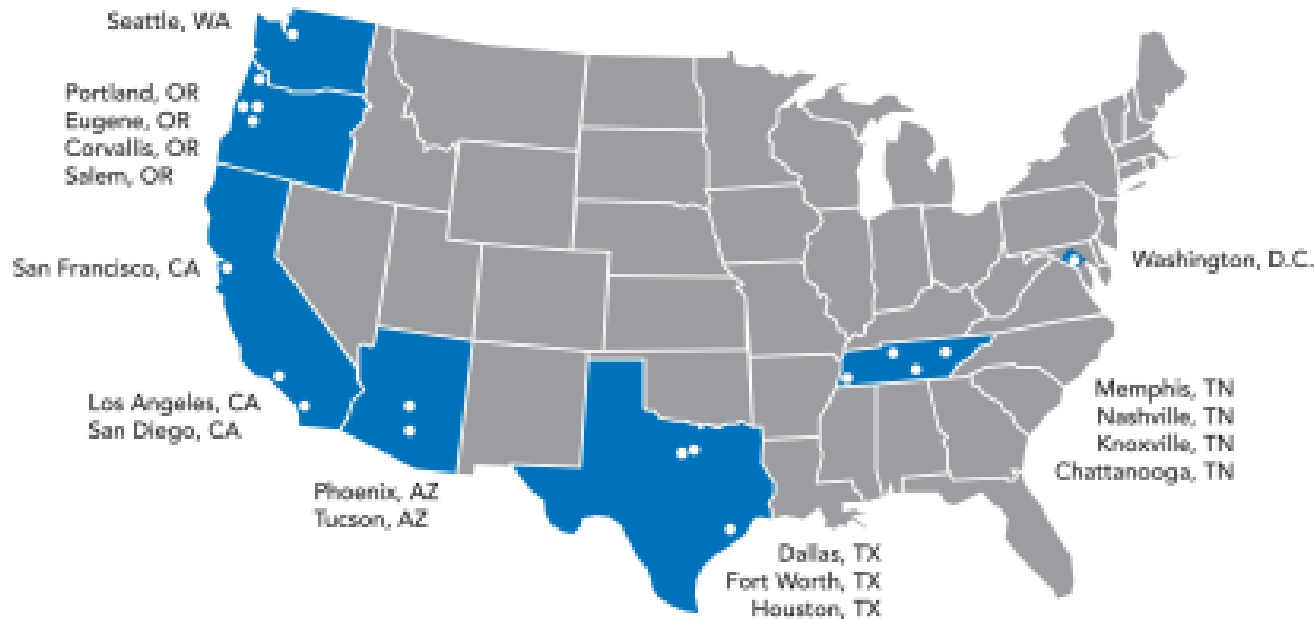 Seattle, WA
Portland, OR
Eugene, OR
Corvallis, OR
Salem, OR
San Francisco, CA
Los Angeles, CA
San Diego, CA
Phoenix, AZ
Tucson, AZ
Dallas, TX
Fort Worth, TX
Houston, TX
Washington, D.C.
Memphis, TN
Nashville, TN
Knoxville, TN
Chattanooga, TN